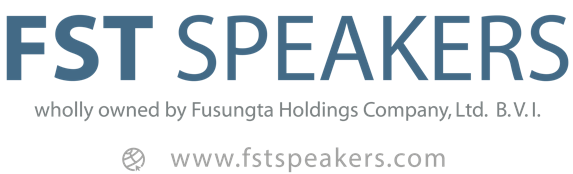 FST SPEAKERS
wholly owned by Fusungta Holdings Company, Ltd. B.V.I.
www.fstspeakers.com